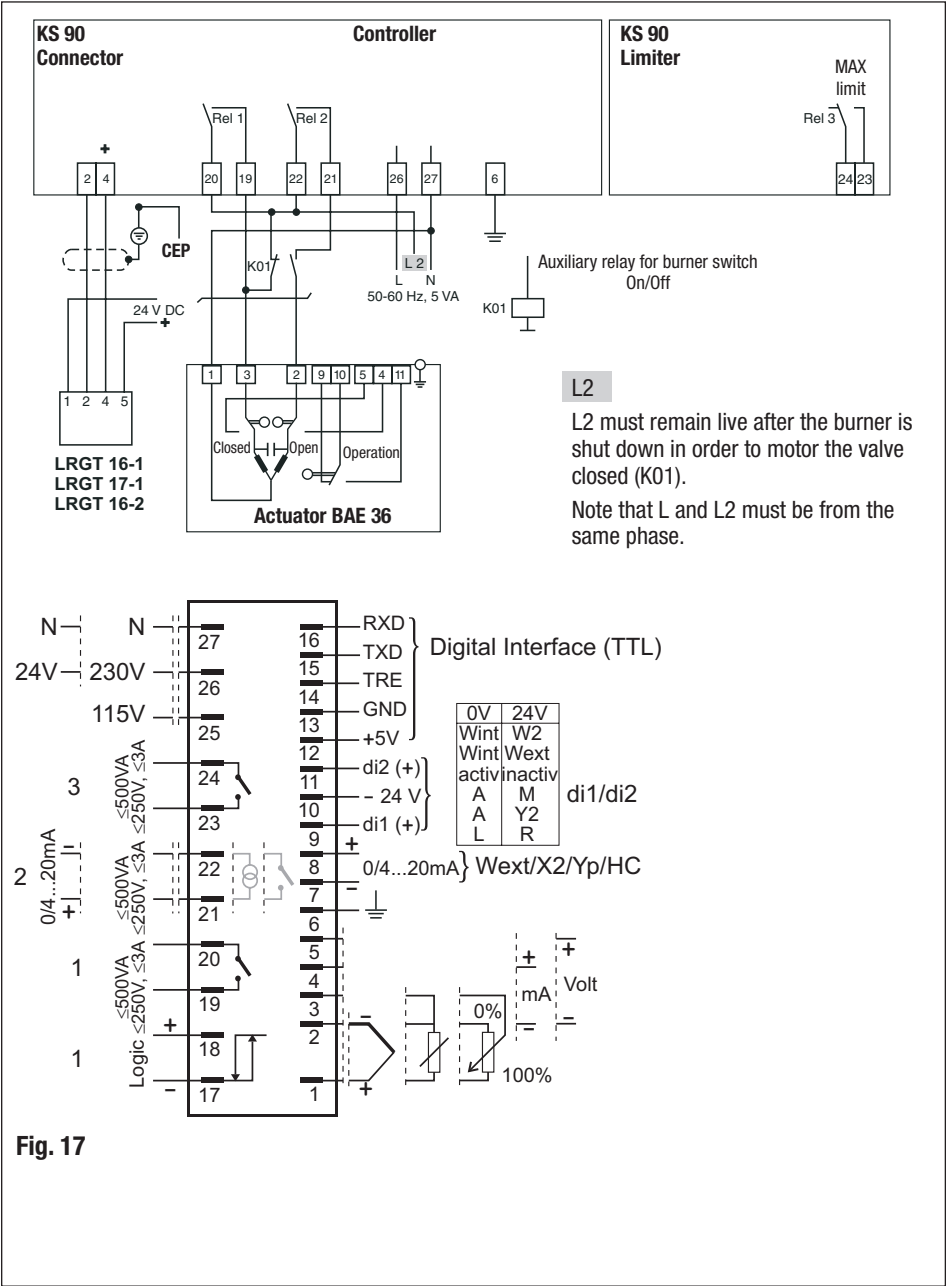 KS 90
Connector
Controller
KS 90
Limiter
MAX
limit
Rel 1
Rel 2
Rel 3
+
2 4
20 19
22 21
26 27
6
24 23
CEP
K01
L 2
L N
50-60 Hz, 5 VA
Auxiliary relay for burner switch
On/Off
K01
24 V DC
+
1 2 4 5
LRGT 16-1
LRGT 17-1
LRGT 16-2
1 3 2 9 10 5 4 11
Closed
Open
Operation
Actuator BAE 36
L2
L2 must remain live after the burner is
shut down in order to motor the valve
closed (K01).
Note that L and L2 must be from the
same phase.
N N 27
24V 230V 26
115V 25
3 ≤500VA ≤250V, ≤3A 24
23
2 0/4...20mA − + ≤500VA ≤250V, ≤3A 22
21
1 ≤500VA ≤250V, ≤3A 20
19
1 Logic + − 18
17
16 RXD
15 TXD
14 TRE
13 GND
12 +5V
Digital Interface (TTL)
11 di2 (+)
10 − 24 V
9 di1 (+)
0V 24V
Wint W2
Wint Wext
activ inactiv
A M
A Y2
L R
di1/di2
8 +
0/4...20mA Wext/X2/Yp/HC
7 −
6
5
4
3
2 −
1 +
0%
100%
+
mA
−
+
Volt
−
Fig. 17